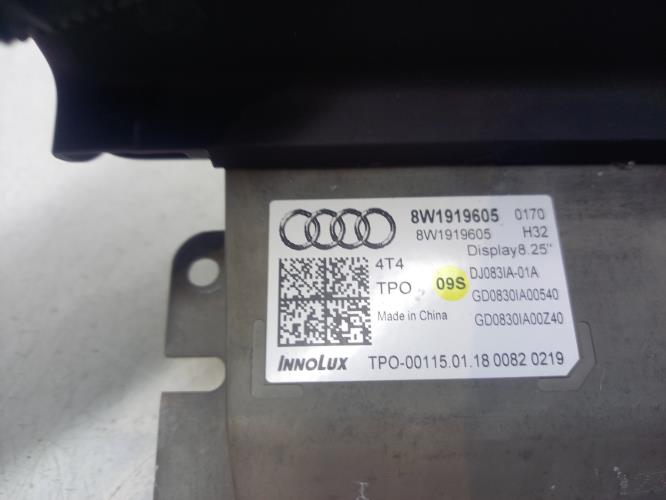 8W1919605 0170
8W1919605 H32
Display8.25"
4T4
DJ083IA-01A
TPO 09S GD0830IA00540
Made in China GD0830IA00Z40
INNOLUX TPO-00115.01.18 0082 0219